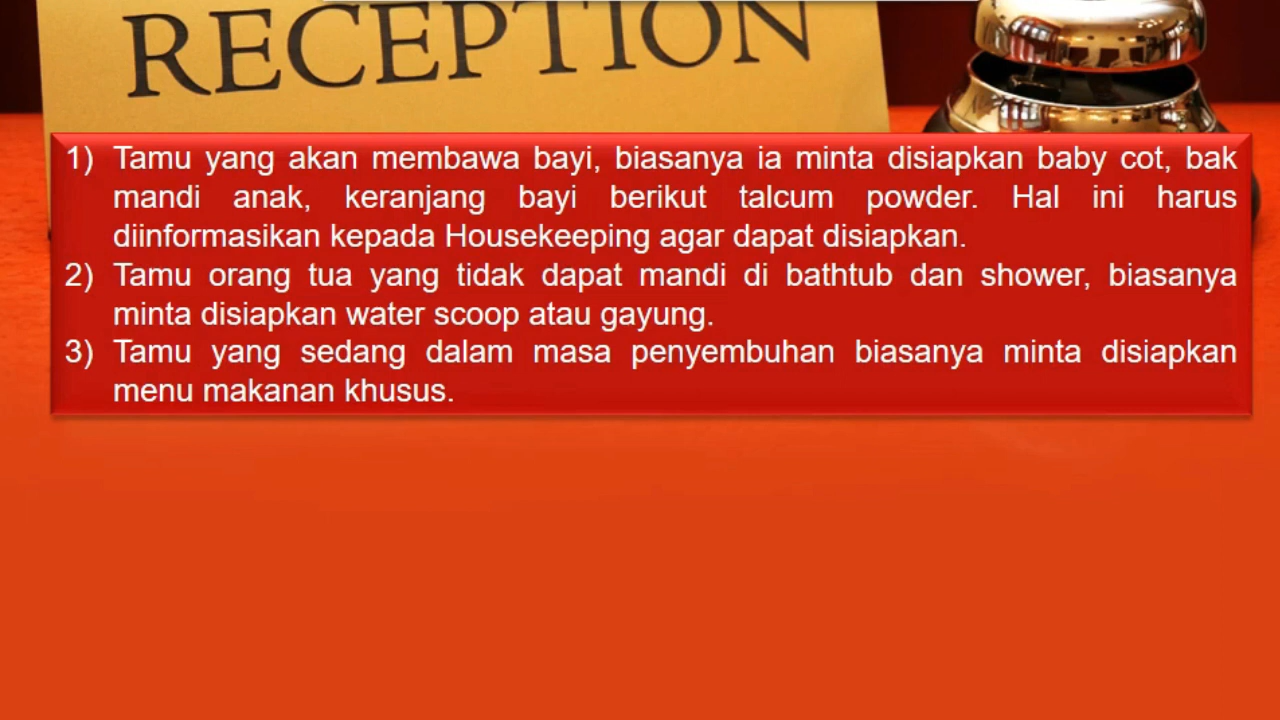 RECEPTION
1) Tamu yang akan membawa bayi, biasanya ia minta disiapkan baby cot, bak
mandi anak, keranjang bayi berikut talcum powder. Hal ini harus
diinformasikan kepada Housekeeping agar dapat disiapkan.
2) Tamu orang tua yang tidak dapat mandi di bathtub dan shower, biasanya
minta disiapkan water scoop atau gayung.
3) Tamu yang sedang dalam masa penyembuhan biasanya minta disiapkan
menu makanan khusus.